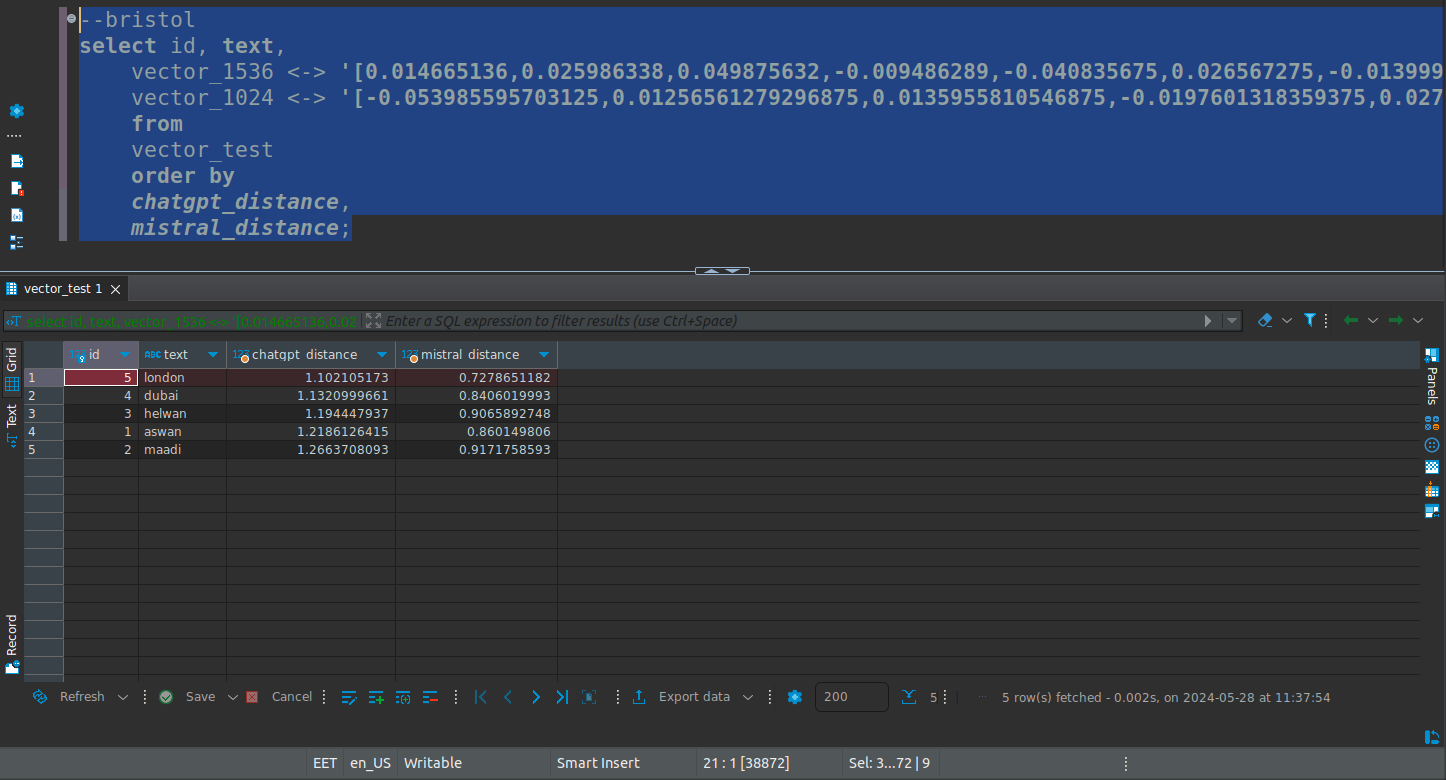 --bristol
select id, text,
vector_1536 <-> '[0.014665136,0.025986338,0.049875632,-0.009486289,-0.040835675,0.026567275,-0.013999
vector_1024 <-> '[-0.053985595703125,0.01256561279296875,0.0135955810546875,-0.0197601318359375,0.027
from
vector_test
order by
chatgpt_distance,
mistral_distance;
vector_test 1
select id, text, vector_1536 <-> '[0.014665136,0.02 Enter a SQL expression to filter results (use Ctrl+Space)
Grid
Text
Record
Panels
123 id ABC text 123 chatgpt_distance 123 mistral_distance
1 5 london 1.102105173 0.7278651182
2 4 dubai 1.1320999661 0.8406019993
3 3 helwan 1.194447937 0.9065892748
4 1 aswan 1.2186126415 0.860149806
5 2 maadi 1.2663708093 0.9171758593
Refresh Save Cancel Export data 200 5 5 row(s) fetched - 0.002s, on 2024-05-28 at 11:37:54
EET en_US Writable Smart Insert 21 : 1 [38872] Sel: 3...72 | 9